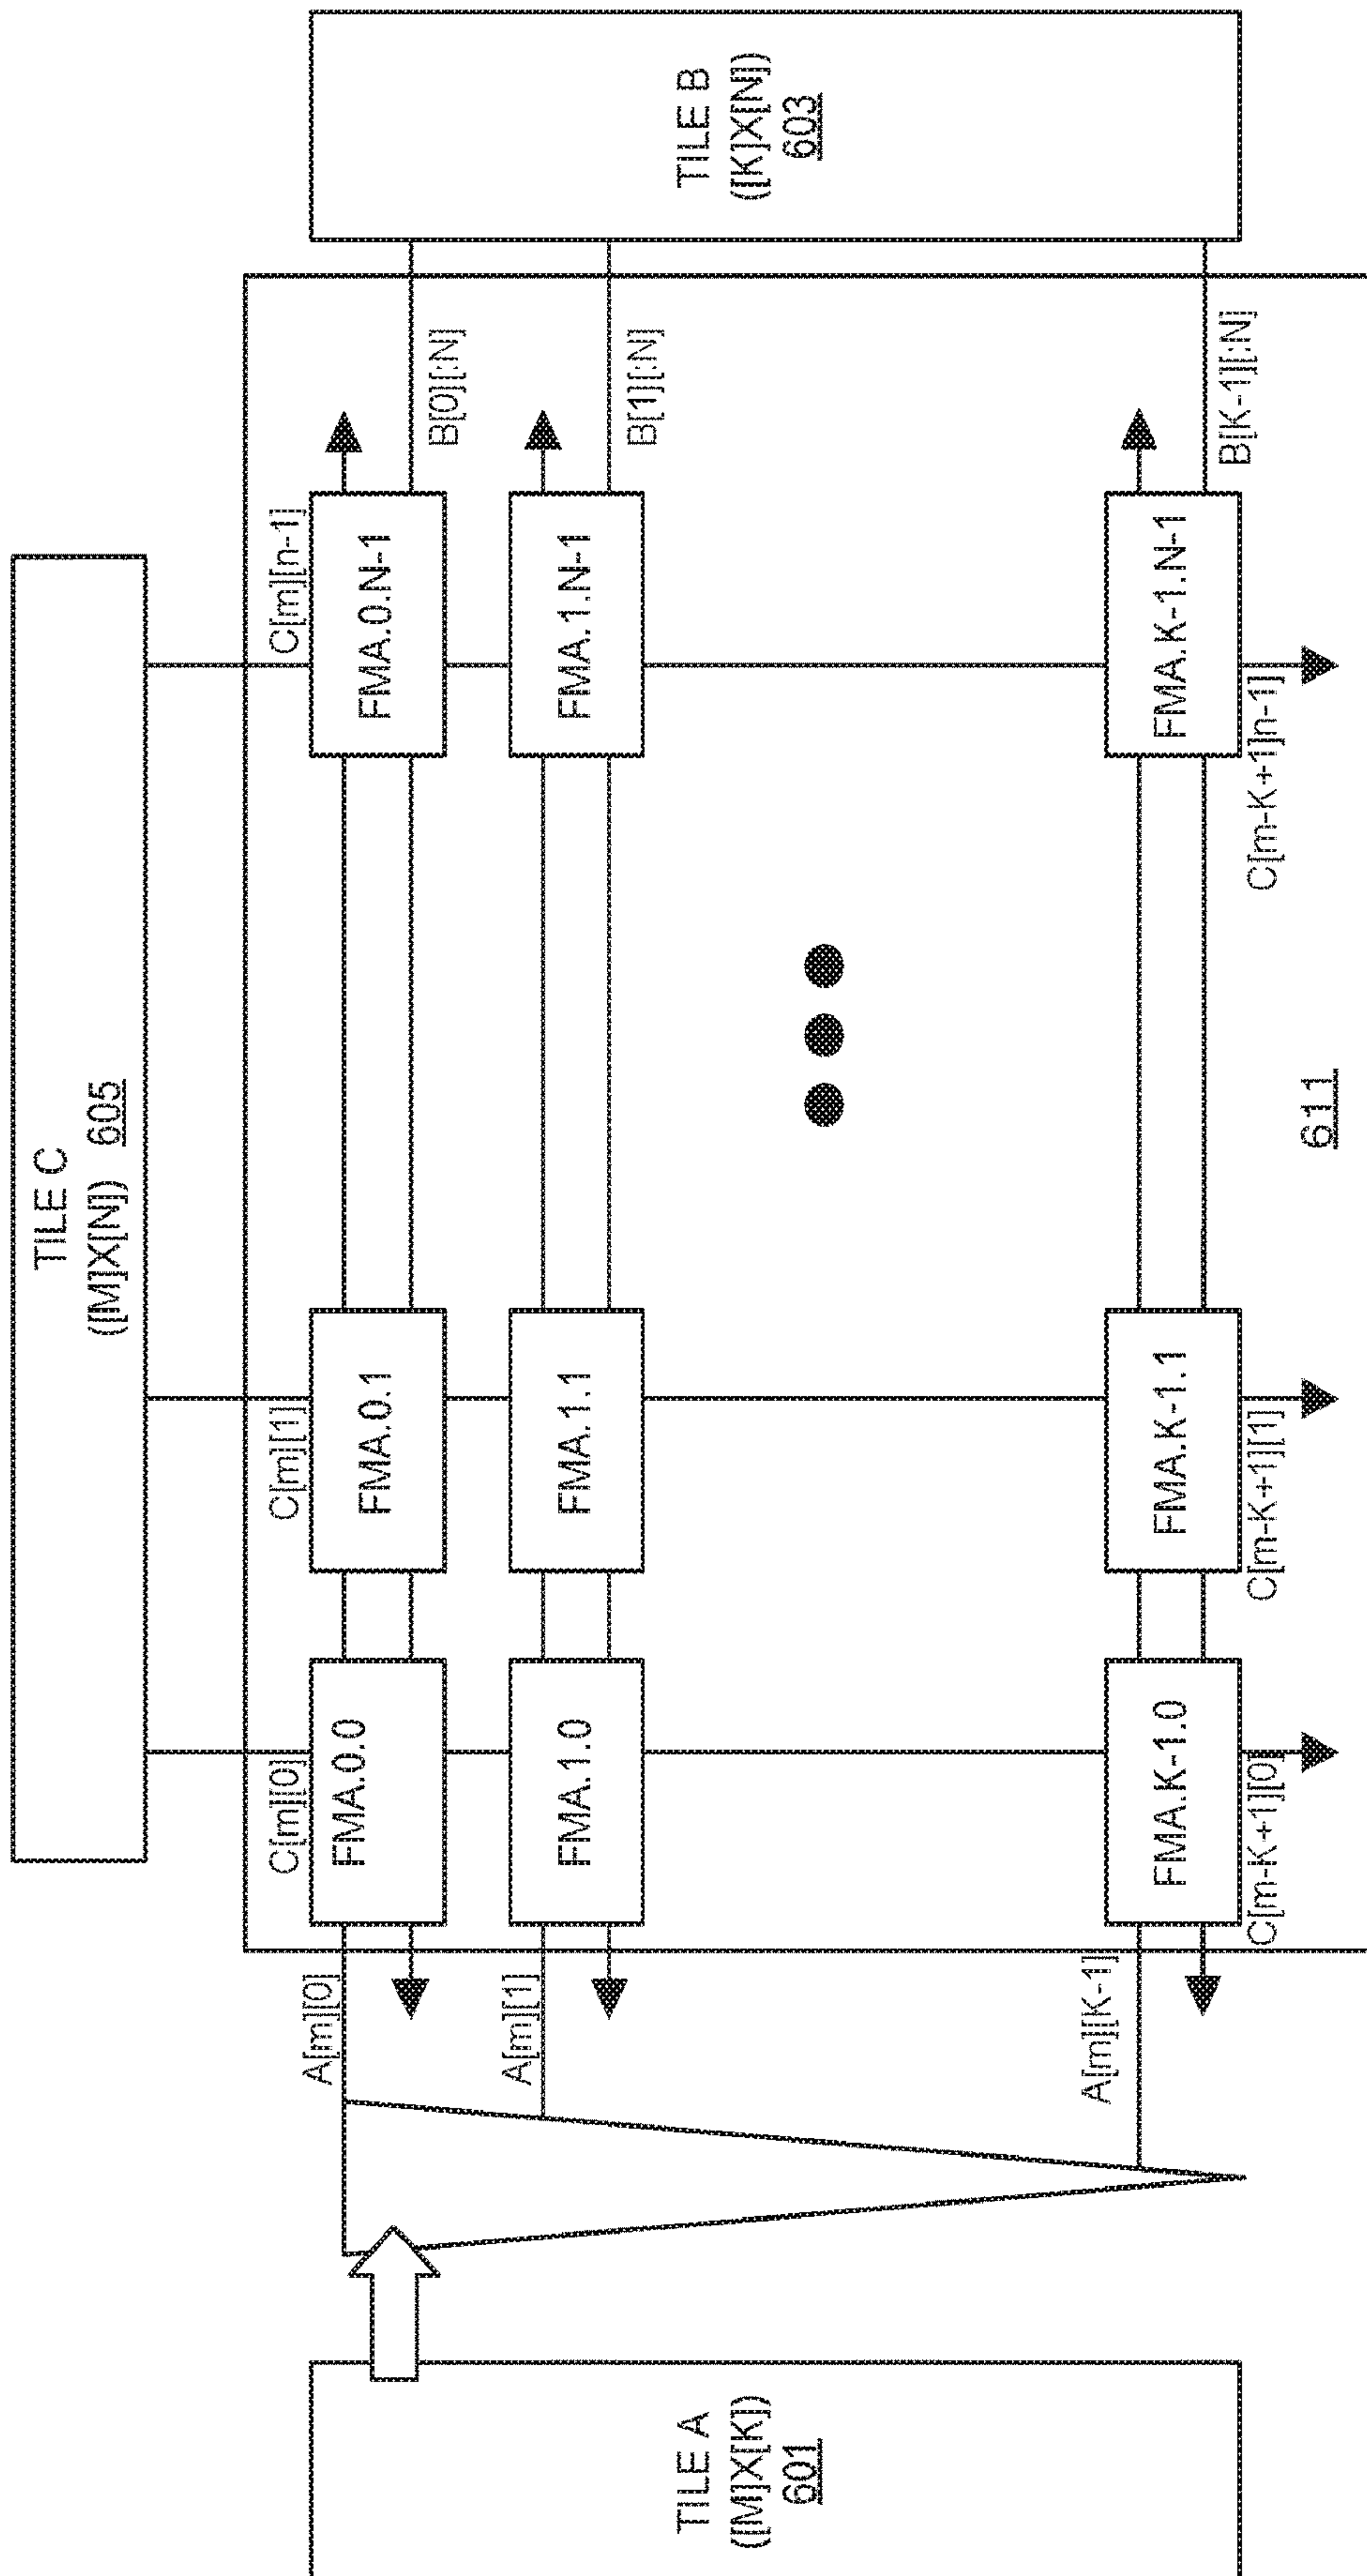 TILE C
([M]X[N]) 605
TILE A
([M]X[K])
601
TILE B
([K]X[N])
603
C[m][0]
C[m][1]
C[m][n-1]
A[m][0]
FMA.0.0
FMA.0.1
FMA.0.N-1
B[0][:N]
A[m][1]
FMA.1.0
FMA.1.1
FMA.1.N-1
B[1][:N]
A[m][K-1]
FMA.K-1.0
FMA.K-1.1
FMA.K-1.N-1
B[K-1][:N]
C[m-K+1][0]
C[m-K+1][1]
C[m-K+1]n-1]
611